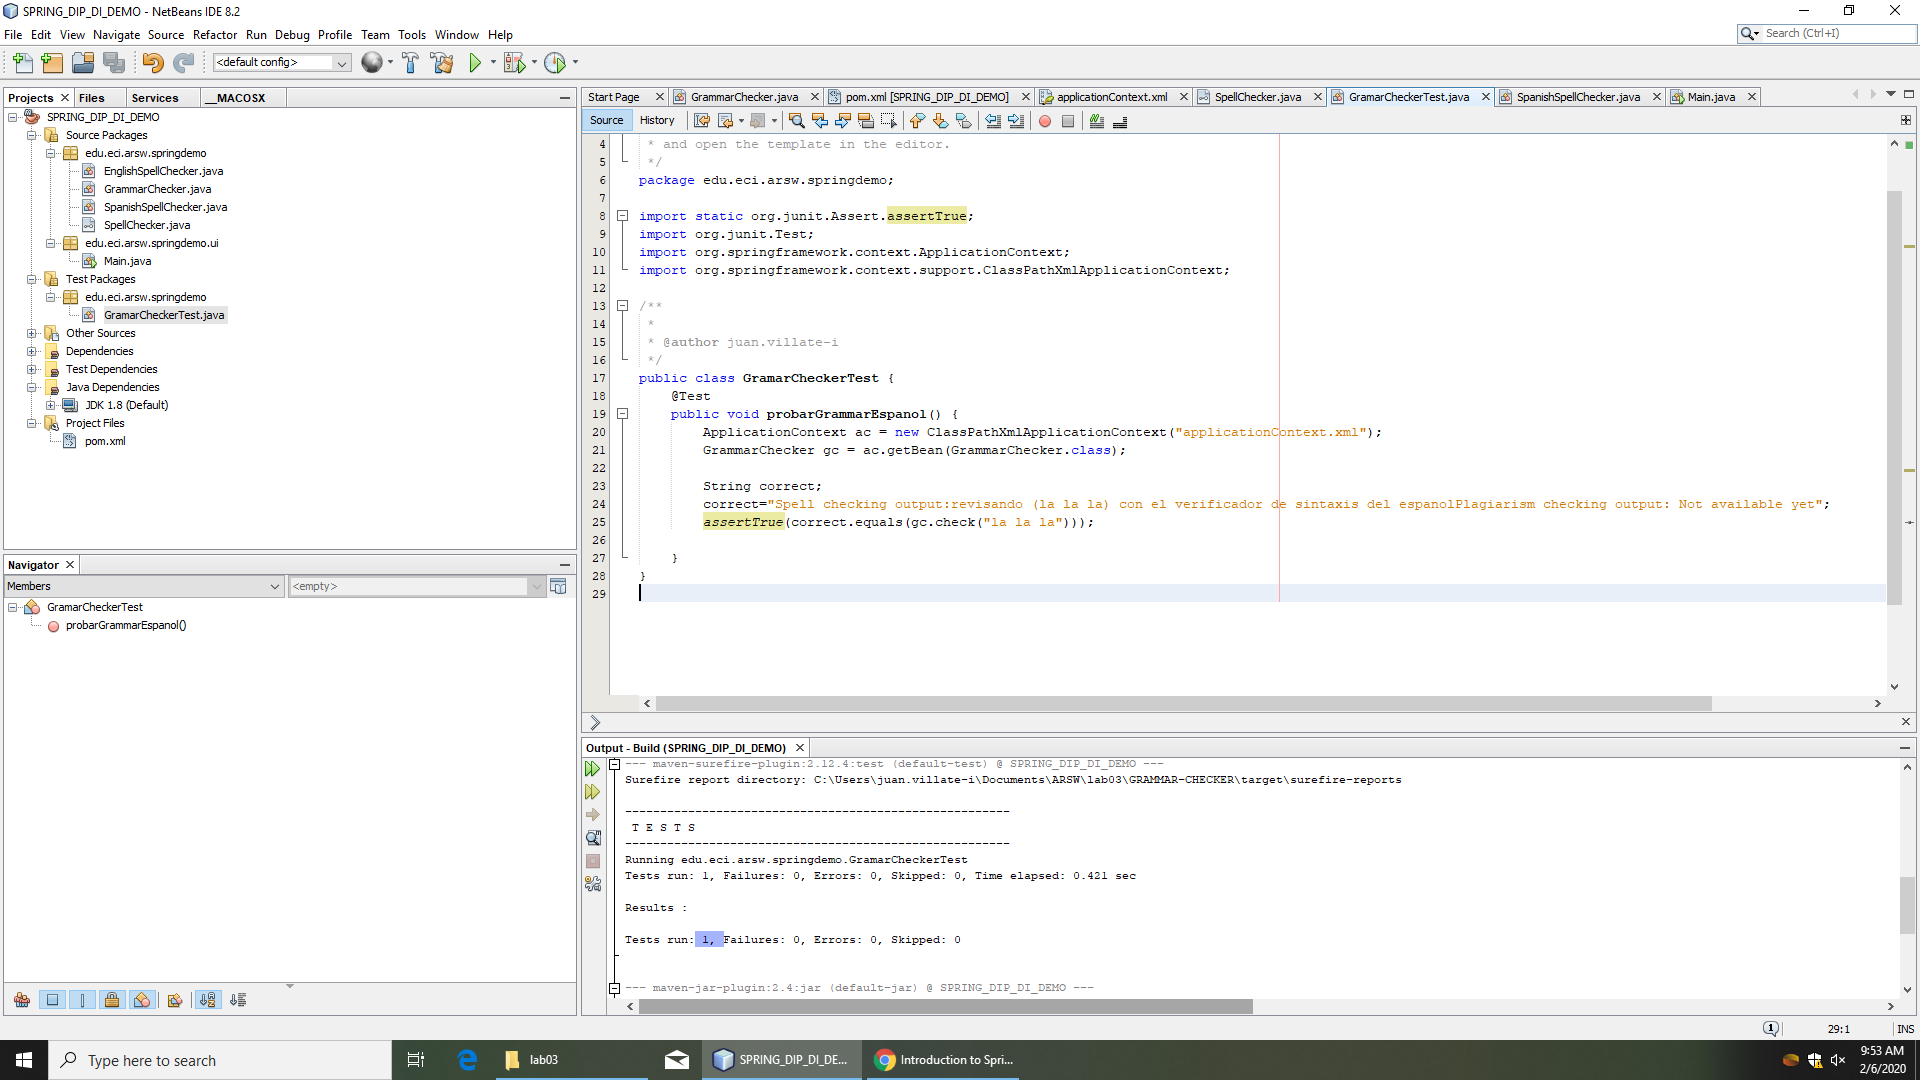 SPRING_DIP_DI_DEMO - NetBeans IDE 8.2
File Edit View Navigate Source Refactor Run Debug Profile Team Tools Window Help
Search (Ctrl+I)
<default config>
Projects Files Services __MACOSX
SPRING_DIP_DI_DEMO
Source Packages
edu.eci.arsw.springdemo
EnglishSpellChecker.java
GrammarChecker.java
SpanishSpellChecker.java
SpellChecker.java
edu.eci.arsw.springdemo.ui
Main.java
Test Packages
edu.eci.arsw.springdemo
GramarCheckerTest.java
Other Sources
Dependencies
Test Dependencies
Java Dependencies
JDK 1.8 (Default)
Project Files
pom.xml
Navigator
Members
<empty>
GramarCheckerTest
probarGrammarEspanol()
Start Page GrammarChecker.java pom.xml [SPRING_DIP_DI_DEMO] applicationContext.xml SpellChecker.java GramarCheckerTest.java SpanishSpellChecker.java Main.java
Source History
4 * and open the template in the editor.
5 */
6 package edu.eci.arsw.springdemo;
7
8 import static org.junit.Assert.assertTrue;
9 import org.junit.Test;
10 import org.springframework.context.ApplicationContext;
11 import org.springframework.context.support.ClassPathXmlApplicationContext;
12
13 /**
14 *
15 * @author juan.villate-i
16 */
17 public class GramarCheckerTest {
18 @Test
19 public void probarGrammarEspanol() {
20 ApplicationContext ac = new ClassPathXmlApplicationContext("applicationContext.xml");
21 GrammarChecker gc = ac.getBean(GrammarChecker.class);
22
23 String correct;
24 correct="Spell checking output:revisando (la la la) con el verificador de sintaxis del espanolPlagiarism checking output: Not available yet";
25 assertTrue(correct.equals(gc.check("la la la")));
26
27 }
28 }
29
Output - Build (SPRING_DIP_DI_DEMO)
--- maven-surefire-plugin:2.12.4:test (default-test) @ SPRING_DIP_DI_DEMO ---
Surefire report directory: C:\Users\juan.villate-i\Documents\ARSW\lab03\GRAMMAR-CHECKER\target\surefire-reports
-------------------------------------------------------
T E S T S
-------------------------------------------------------
Running edu.eci.arsw.springdemo.GramarCheckerTest
Tests run: 1, Failures: 0, Errors: 0, Skipped: 0, Time elapsed: 0.421 sec
Results :
Tests run: 1, Failures: 0, Errors: 0, Skipped: 0
--- maven-jar-plugin:2.4:jar (default-jar) @ SPRING_DIP_DI_DEMO ---
1 29:1 INS
Type here to search
lab03
SPRING_DIP_DI_DE...
Introduction to Spri...
9:53 AM
2/6/2020